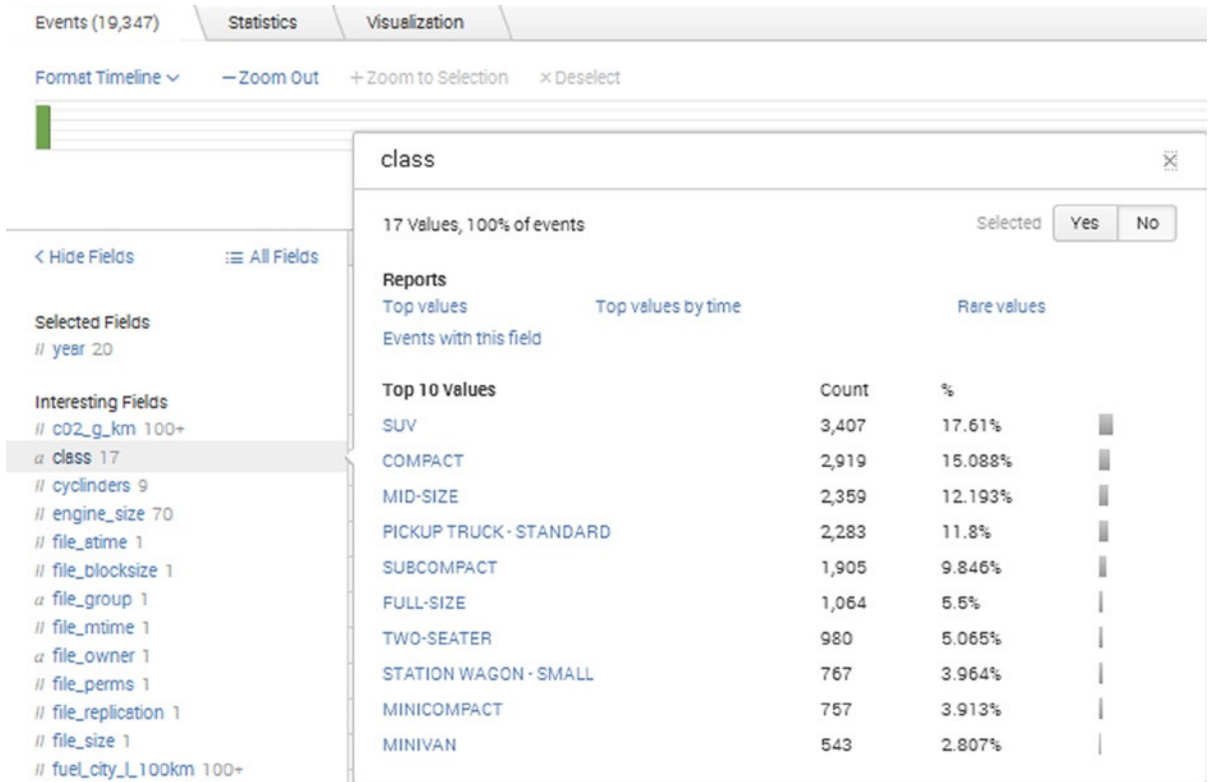 Events (19,347) Statistics Visualization
Format Timeline — Zoom Out + Zoom to Selection × Deselect
class
17 Values, 100% of events Selected Yes No
< Hide Fields All Fields
Reports
Top values Top values by time Rare values
Events with this field
Selected Fields
# year 20
Interesting Fields
# c02_g_km 100+
a class 17
# cyclinders 9
# engine_size 70
# file_atime 1
# file_blocksize 1
a file_group 1
# file_mtime 1
a file_owner 1
# file_perms 1
# file_replication 1
# file_size 1
# fuel_city_l_100km 100+
Top 10 Values Count %
SUV 3,407 17.61%
COMPACT 2,919 15.088%
MID-SIZE 2,359 12.193%
PICKUP TRUCK - STANDARD 2,283 11.8%
SUBCOMPACT 1,905 9.846%
FULL-SIZE 1,064 5.5%
TWO-SEATER 980 5.065%
STATION WAGON - SMALL 767 3.964%
MINICOMPACT 757 3.913%
MINIVAN 543 2.807%